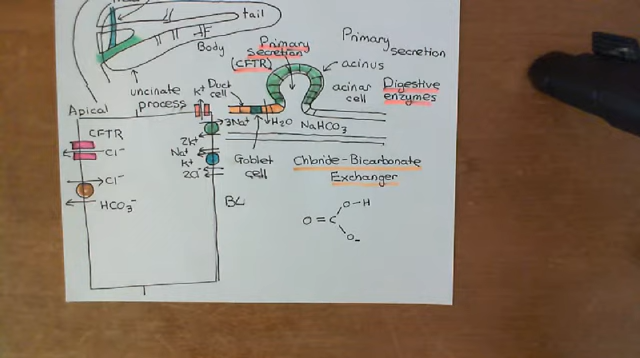 tail
Body
uncinate
process
Primary
secretion
(CFTR)
Primary
secretion
acinus
acinar
cell
Digestive
enzymes
Duct
cell
H2O
NaHCO3
Goblet
cell
Chloride-Bicarbonate
Exchanger
Apical
CFTR
Cl⁻
Cl⁻
HCO3⁻
K+
3Na+
2K+
Na+
K+
2Cl⁻
O=C
O-H
O-